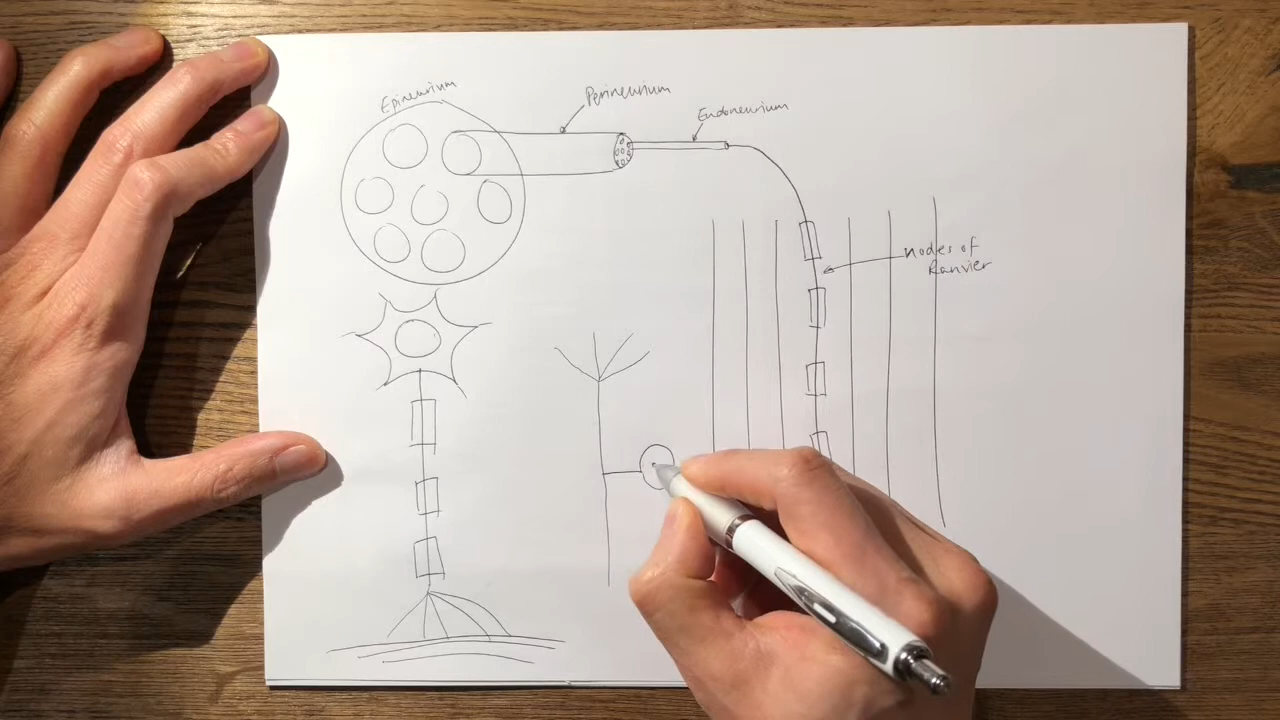 Epineurium
Perineurium
Endoneurium
nodes of
Ranvier